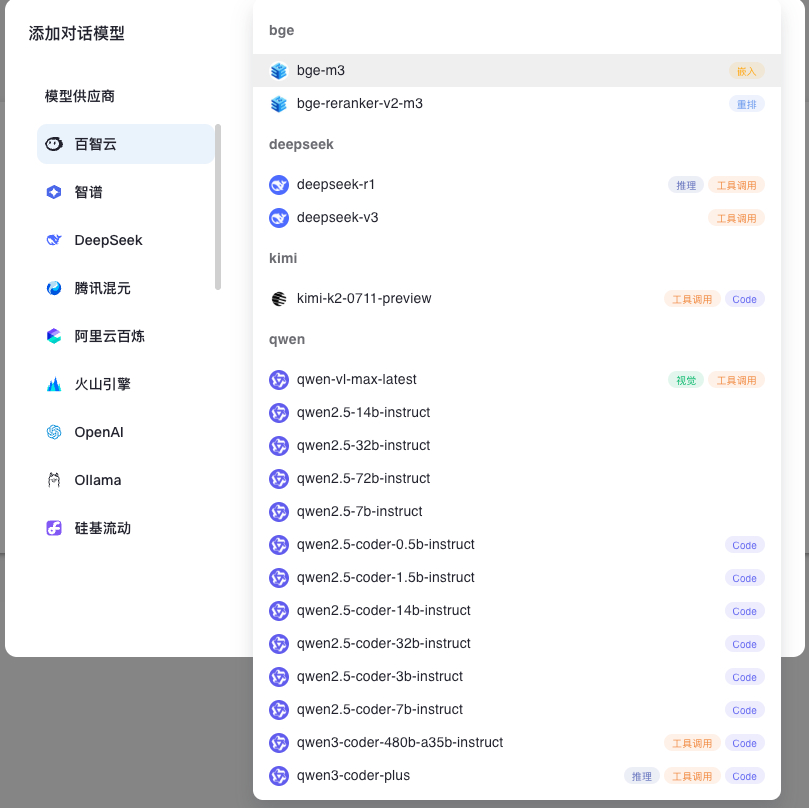 添加对话模型
模型供应商
百智云
智谱
DeepSeek
腾讯混元
阿里云百炼
火山引擎
OpenAI
Ollama
硅基流动
bge
bge-m3 嵌入
bge-reranker-v2-m3 重排
deepseek
deepseek-r1 推理 工具调用
deepseek-v3 工具调用
kimi
kimi-k2-0711-preview 工具调用 Code
qwen
qwen-vl-max-latest 视觉 工具调用
qwen2.5-14b-instruct
qwen2.5-32b-instruct
qwen2.5-72b-instruct
qwen2.5-7b-instruct
qwen2.5-coder-0.5b-instruct Code
qwen2.5-coder-1.5b-instruct Code
qwen2.5-coder-14b-instruct Code
qwen2.5-coder-32b-instruct Code
qwen2.5-coder-3b-instruct Code
qwen2.5-coder-7b-instruct Code
qwen3-coder-480b-a35b-instruct 工具调用 Code
qwen3-coder-plus 推理 工具调用 Code